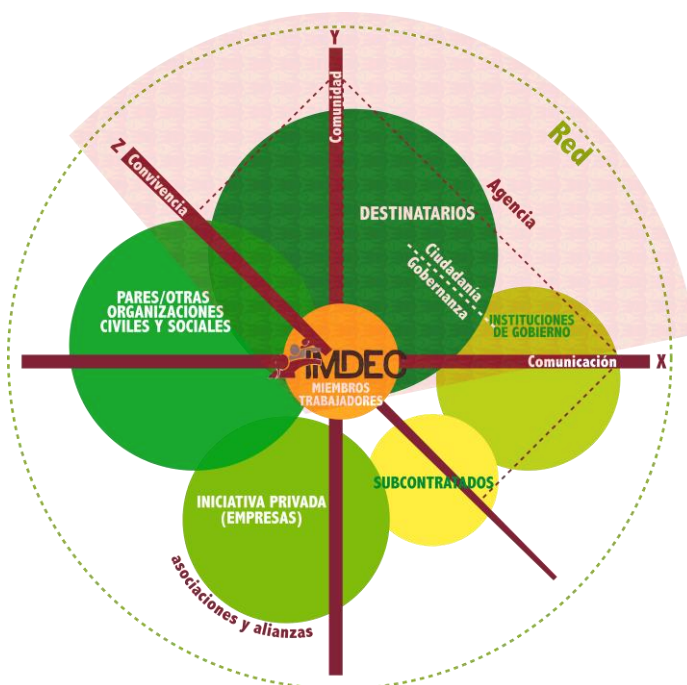 Y
Comunidad
Red
Z
Convivencia
Agencia
DESTINATARIOS
Ciudadanía
Gobernanza
PARES/OTRAS
ORGANIZACIONES
CIVILES Y SOCIALES
INSTITUCIONES
DE GOBIERNO
IMDEC
MIEMBROS
TRABAJADORES
Comunicación
X
SUBCONTRATADOS
INICIATIVA PRIVADA
(EMPRESAS)
asociaciones y alianzas